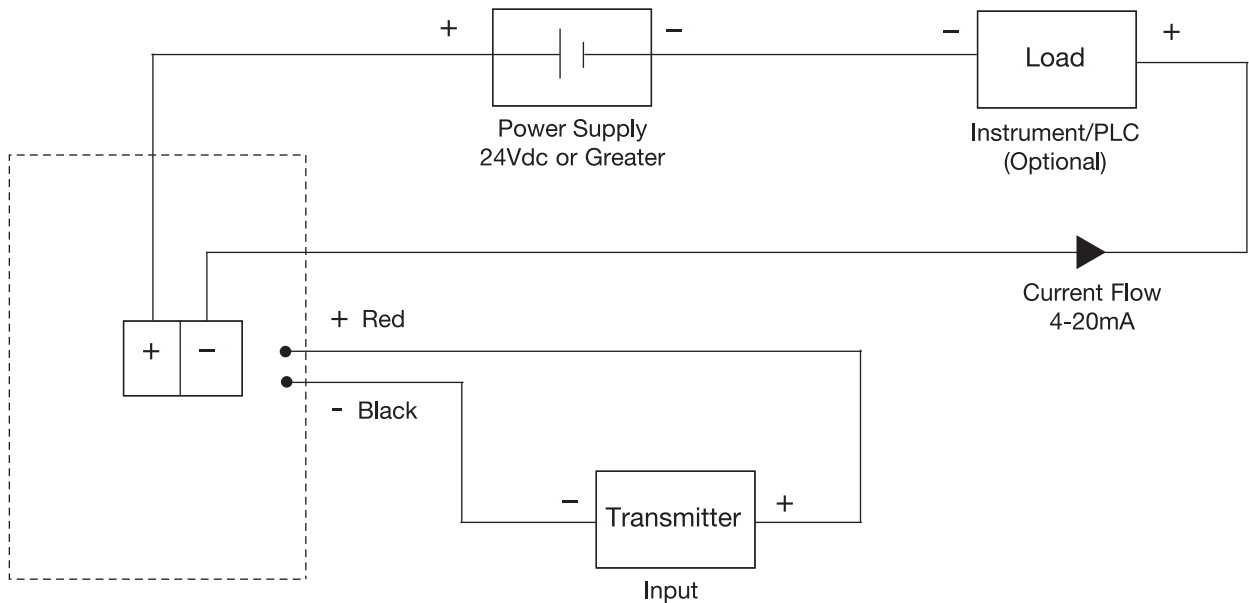 + − − +
Load
Power Supply
24Vdc or Greater
Instrument/PLC
(Optional)
Current Flow
4-20mA
+ Red
+ −
- Black
− Transmitter +
Input